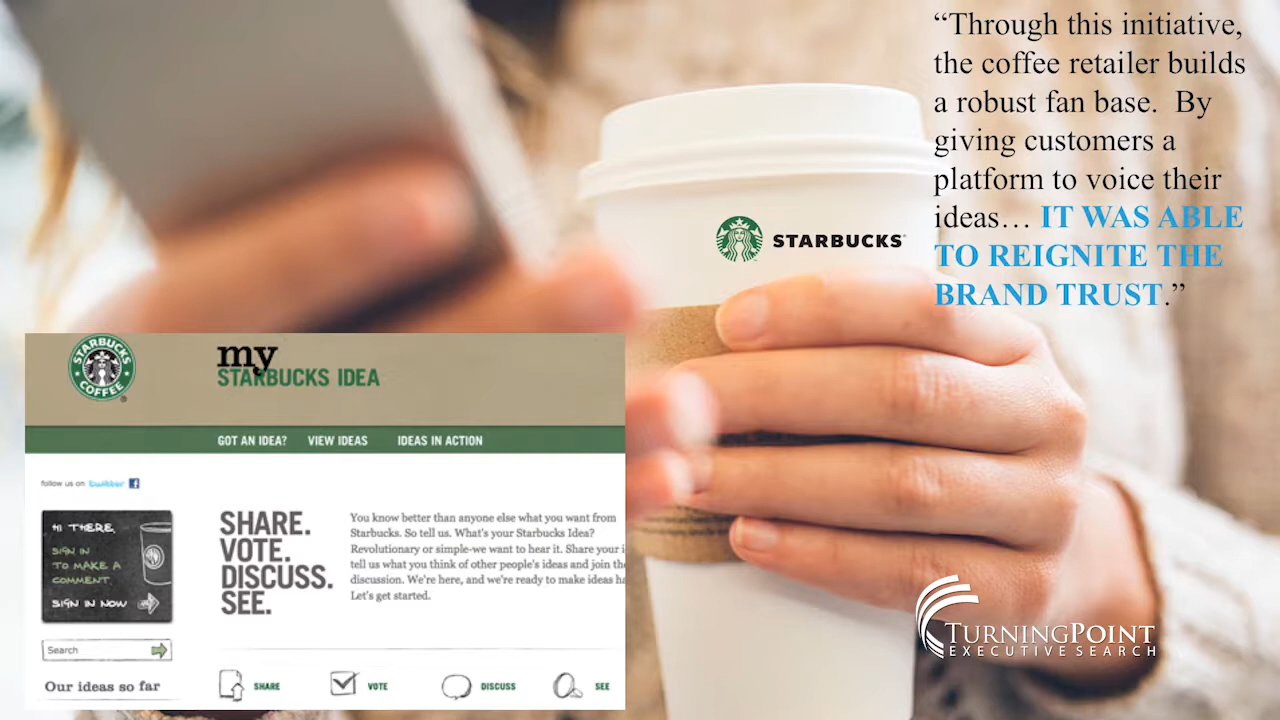 “Through this initiative,
the coffee retailer builds
a robust fan base.  By
giving customers a
platform to voice their
ideas… IT WAS ABLE
TO REIGNITE THE
BRAND TRUST.”
STARBUCKS
STARBUCKS
COFFEE
my
STARBUCKS IDEA
GOT AN IDEA? VIEW IDEAS IDEAS IN ACTION
follow us on twitter
HI THERE,
SIGN IN
TO MAKE A
COMMENT.
SIGN IN NOW
Search
Our ideas so far
SHARE.
VOTE.
DISCUSS.
SEE.
You know better than anyone else what you want from
Starbucks. So tell us. What's your Starbucks Idea?
Revolutionary or simple-we want to hear it. Share your i
tell us what you think of other people's ideas and join th
discussion. We're here, and we're ready to make ideas ha
Let's get started.
SHARE VOTE DISCUSS SEE
TURNINGPOINT
EXECUTIVE SEARCH